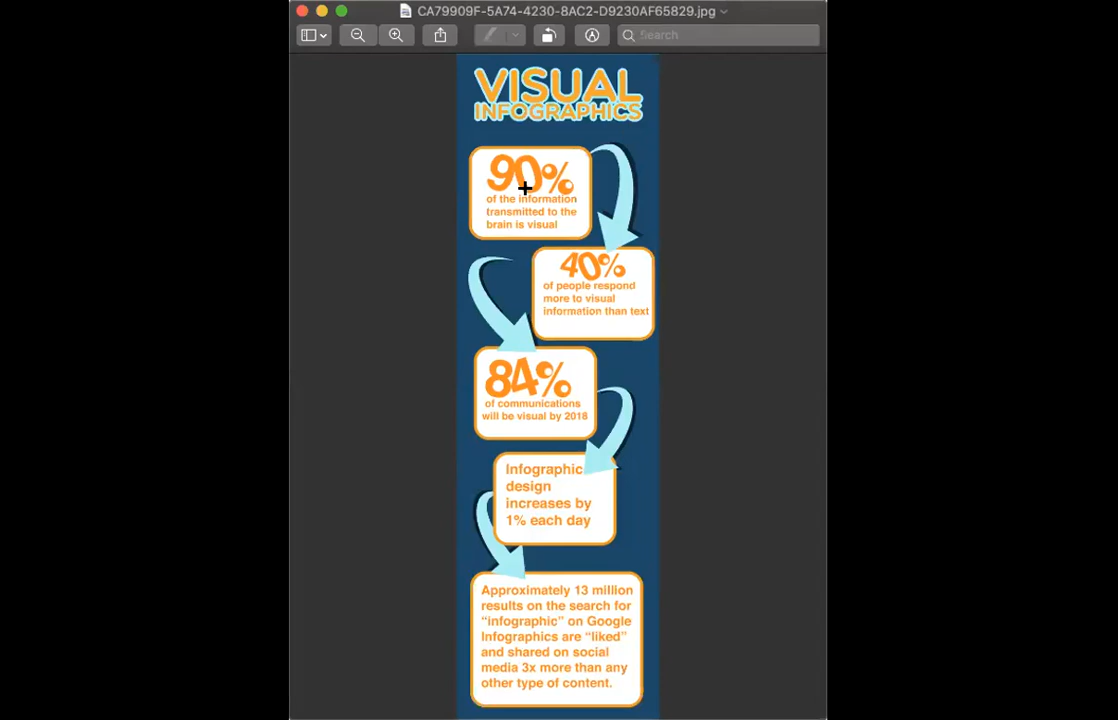 CA79909F-5A74-4230-8AC2-D9230AF65829.jpg
Search
VISUAL
INFOGRAPHICS
90%
of the information
transmitted to the
brain is visual
40%
of people respond
more to visual
information than text
84%
of communications
will be visual by 2018
Infographic
design
increases by
1% each day
Approximately 13 million
results on the search for
“infographic” on Google
Infographics are “liked”
and shared on social
media 3x more than any
other type of content.